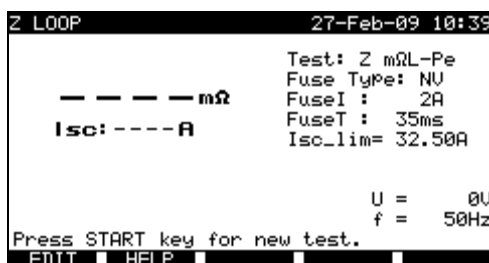 Z LOOP 27-Feb-09 10:39
Test: Z mΩL-Pe
Fuse Type: NV
– – – – mΩ
FuseI : 2A
Isc:----A
FuseT : 35ms
Isc_lim= 32.50A
U = 0V
f = 50Hz
Press START key for new test.
EDIT HELP